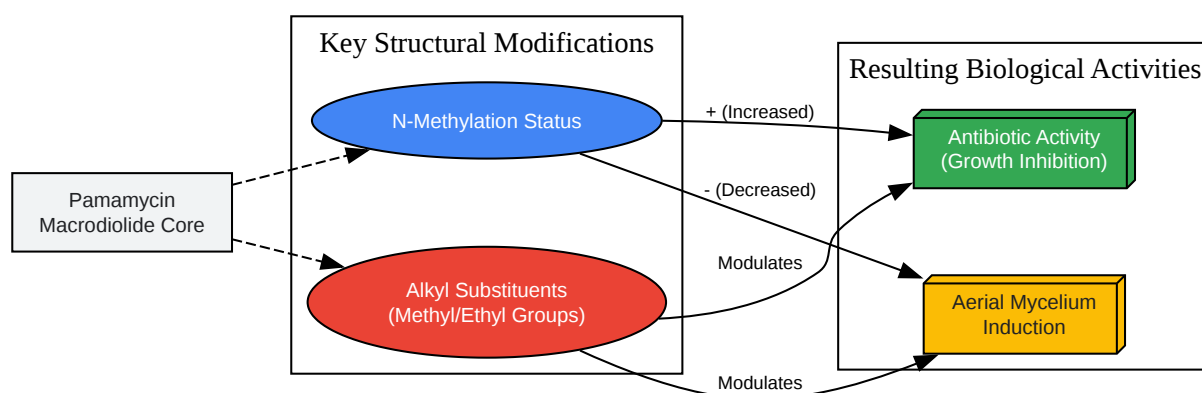 Key Structural Modifications
Resulting Biological Activities
Pamamycin
Macrodiolide Core
N-Methylation Status
Alkyl Substituents
(Methyl/Ethyl Groups)
+ (Increased)
- (Decreased)
Modulates
Modulates
Antibiotic Activity
(Growth Inhibition)
Aerial Mycelium
Induction